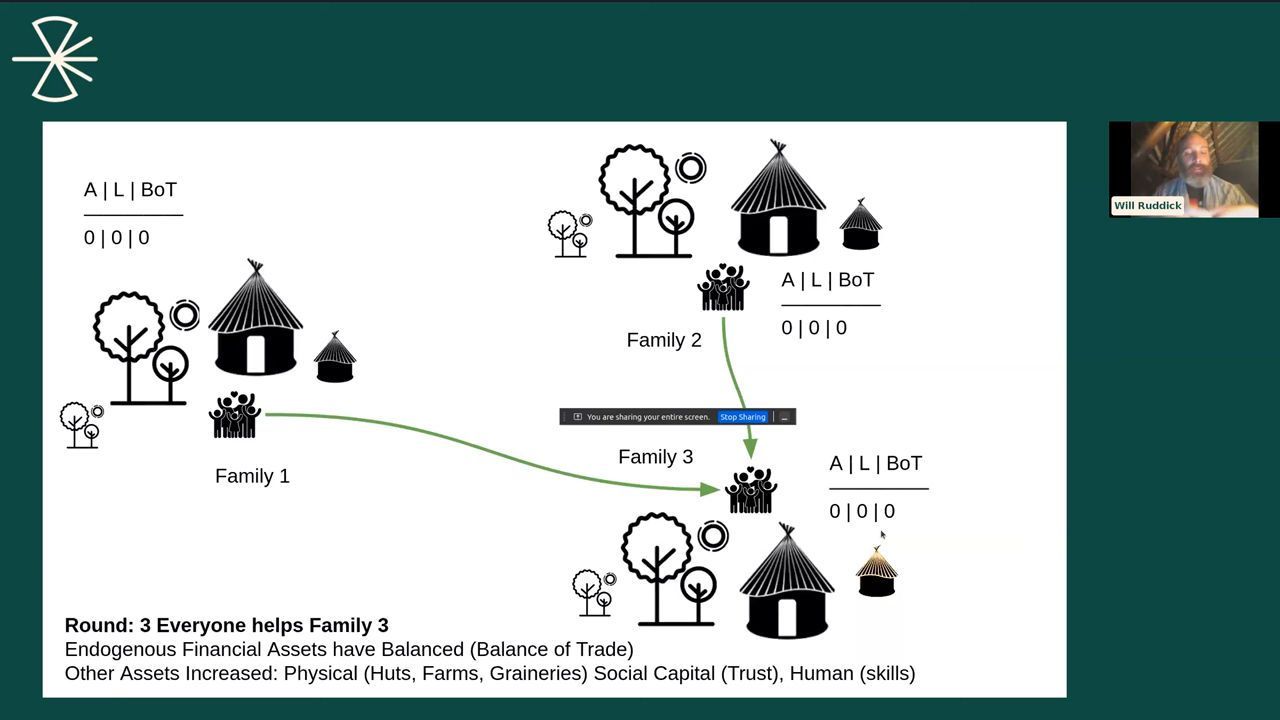 A | L | BoT
0 | 0 | 0
Family 1
A | L | BoT
0 | 0 | 0
Family 2
You are sharing your entire screen. Stop Sharing
Family 3
A | L | BoT
0 | 0 | 0
Round: 3 Everyone helps Family 3
Endogenous Financial Assets have Balanced (Balance of Trade)
Other Assets Increased: Physical (Huts, Farms, Graineries) Social Capital (Trust), Human (skills)
Will Ruddick